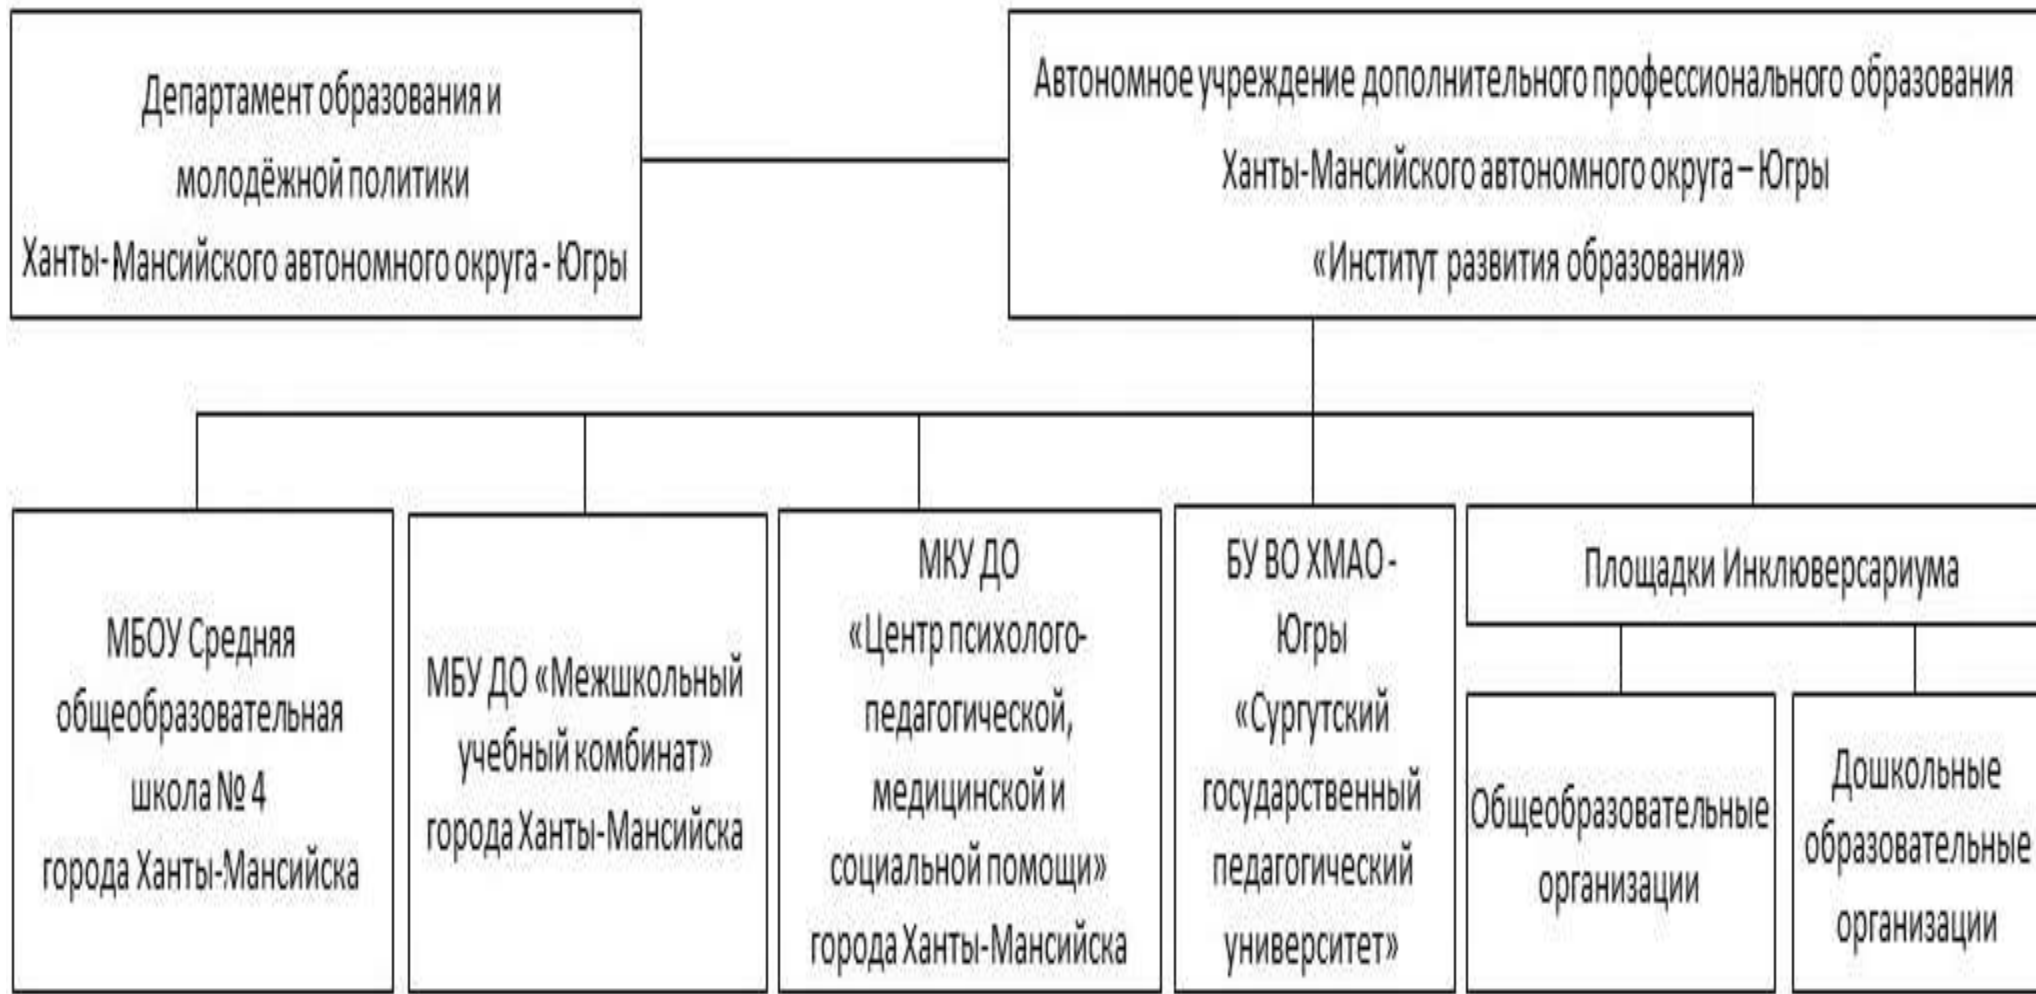 Департамент образования и
молодёжной политики
Ханты-Мансийского автономного округа - Югры
Автономное учреждение дополнительного профессионального образования
Ханты-Мансийского автономного округа – Югры
«Институт развития образования»
МБОУ Средняя
общеобразовательная
школа № 4
города Ханты-Мансийска
МБУ ДО «Межшкольный
учебный комбинат»
города Ханты-Мансийска
МКУ ДО
«Центр психолого-
педагогической,
медицинской и
социальной помощи»
города Ханты-Мансийска
БУ ВО ХМАО -
Югры
«Сургутский
государственный
педагогический
университет»
Площадки Инклюверсариума
Общеобразовательные
организации
Дошкольные
образовательные
организации